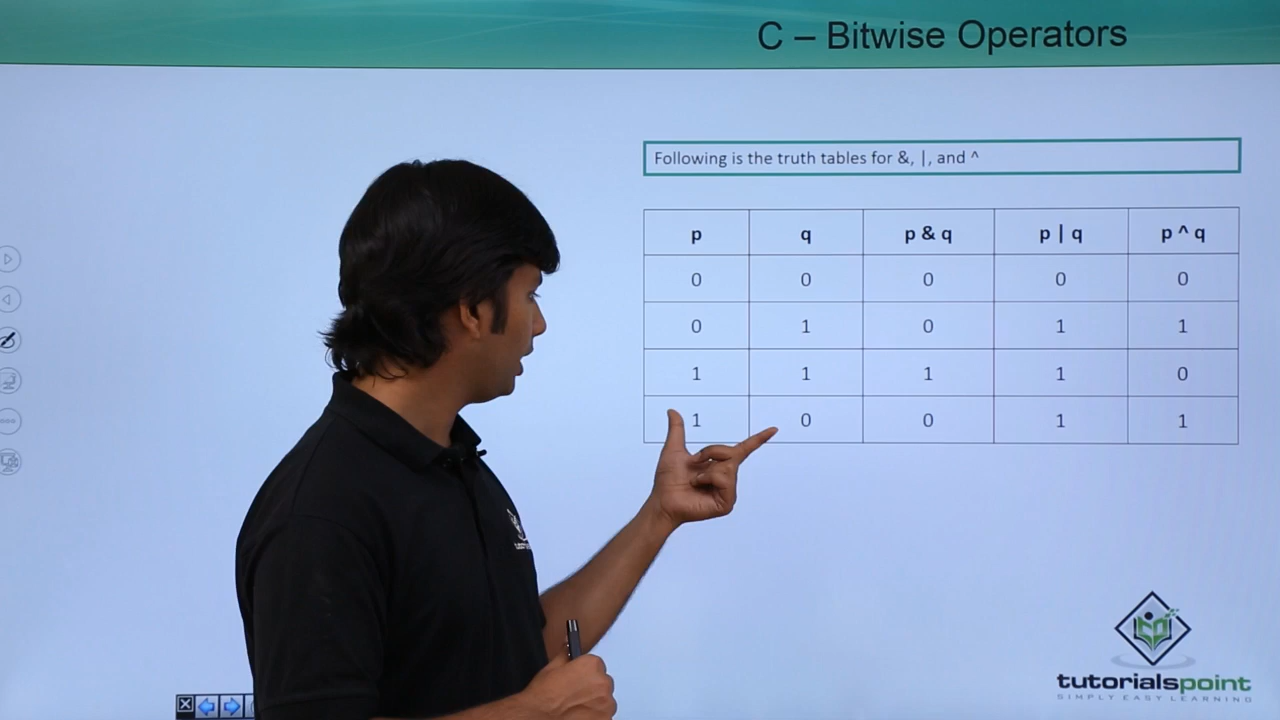 C – Bitwise Operators
Following is the truth tables for &, |, and ^
p q p & q p | q p ^ q
0 0 0 0 0
0 1 0 1 1
1 1 1 1 0
1 0 0 1 1
tutorialspoint
SIMPLY EASY LEARNING